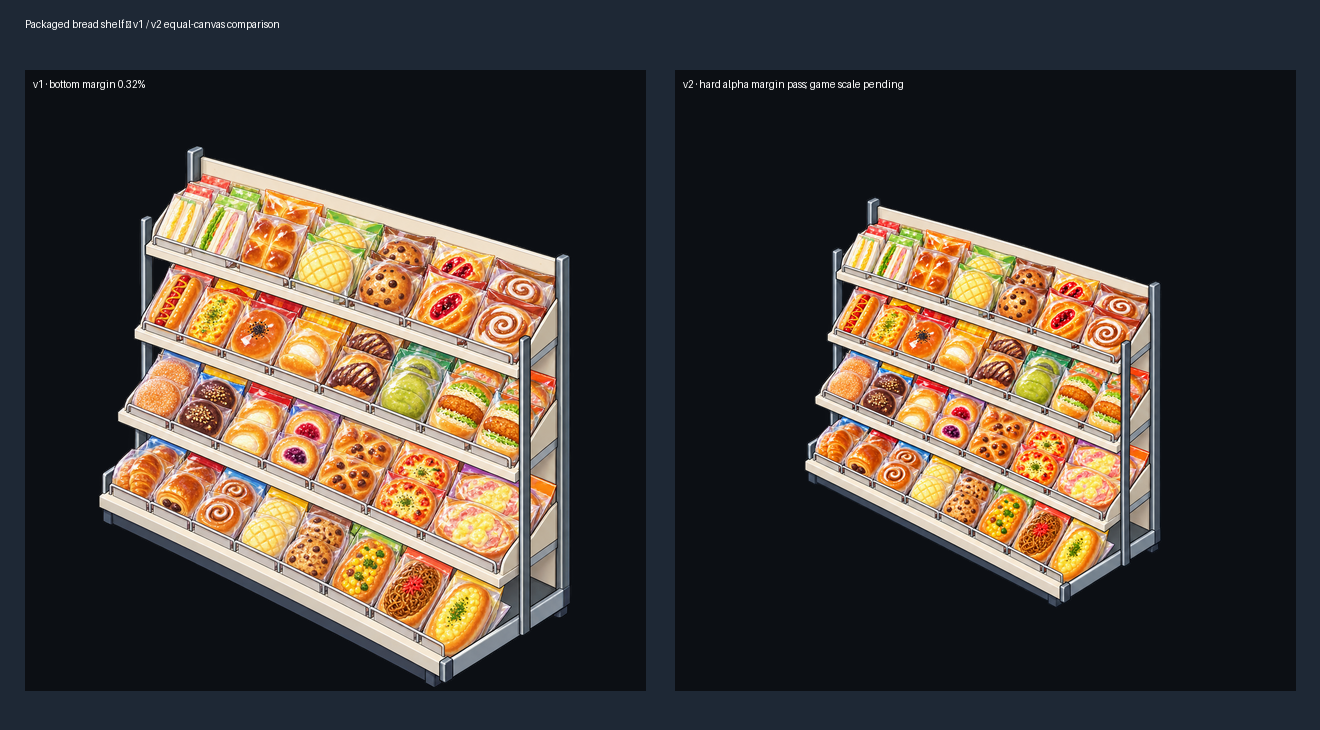 Packaged bread shelf □ v1 / v2 equal-canvas comparison
v1 · bottom margin 0.32%
v2 · hard alpha margin pass; game scale pending